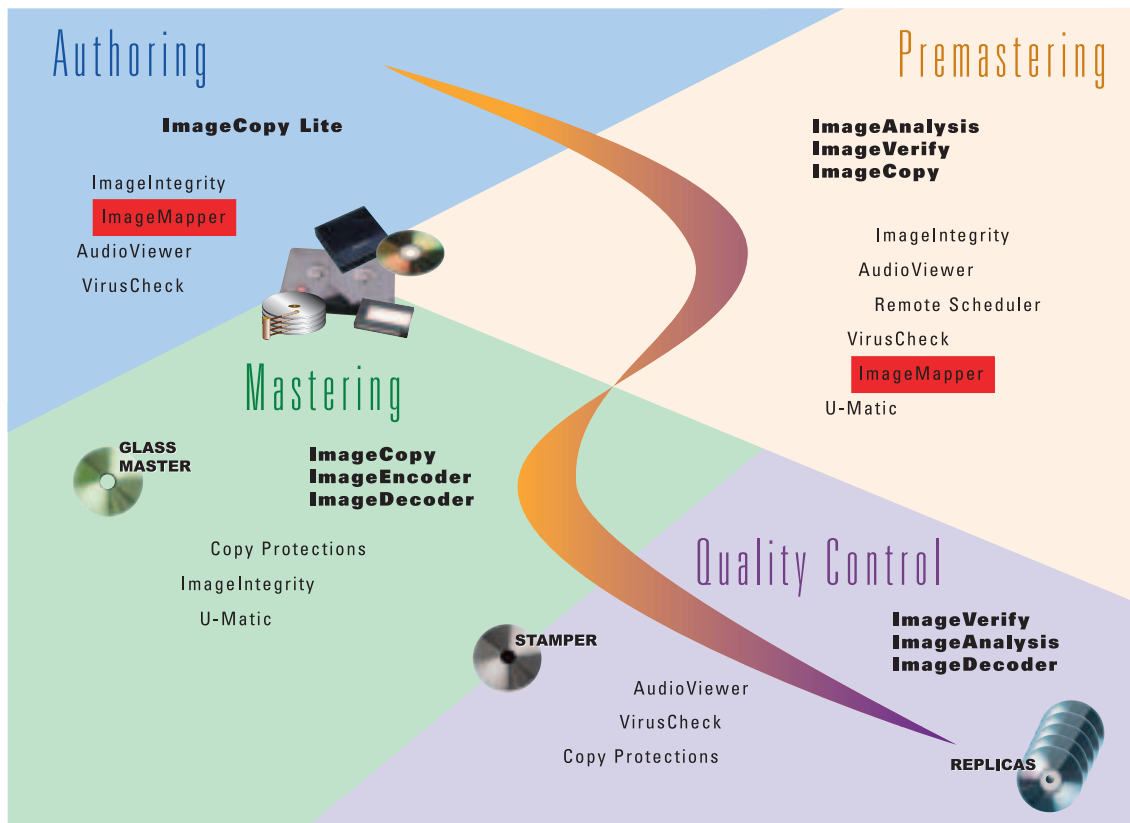 Authoring
ImageCopy Lite
ImageIntegrity
ImageMapper
AudioViewer
VirusCheck
Premastering
ImageAnalysis
ImageVerify
ImageCopy
ImageIntegrity
AudioViewer
Remote Scheduler
VirusCheck
ImageMapper
U-Matic
Mastering
GLASS
MASTER
ImageCopy
ImageEncoder
ImageDecoder
Copy Protections
ImageIntegrity
U-Matic
Quality Control
ImageVerify
ImageAnalysis
ImageDecoder
STAMPER
AudioViewer
VirusCheck
Copy Protections
REPLICAS